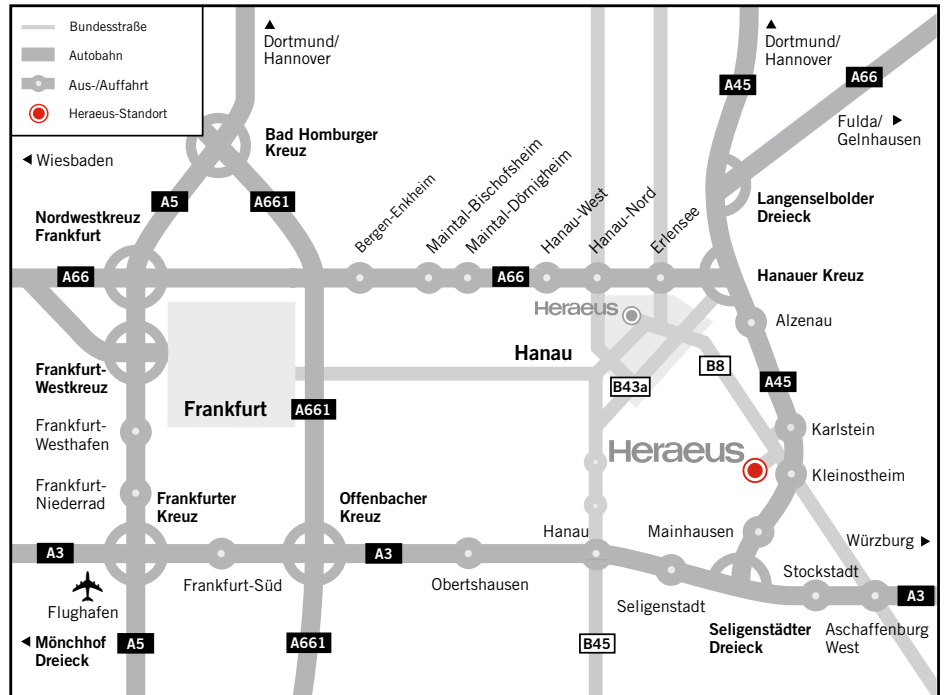 Bundesstraße
Autobahn
Aus-/Auffahrt
Heraeus-Standort
Dortmund/
Hannover
Dortmund/
Hannover
A45
A66
Fulda/
Gelnhausen
Bad Homburger
Kreuz
Wiesbaden
A5
A661
Nordwestkreuz
Frankfurt
Bergen-Enkheim
Maintal-Bischofsheim
Maintal-Dörnigheim
Hanau-West
Hanau-Nord
Erlensee
Langenselbolder
Dreieck
A66
A66
Hanauer Kreuz
Heraeus
Alzenau
Hanau
B8
Frankfurt-
Westkreuz
B43a
A45
Frankfurt
A661
Frankfurt-
Westhafen
Karlstein
Heraeus
Kleinostheim
Frankfurt-
Niederrad
Frankfurter
Kreuz
Offenbacher
Kreuz
Hanau
Mainhausen
Würzburg
A3
A3
Stockstadt
Frankfurt-Süd
Obertshausen
A3
Flughafen
Seligenstadt
Mönchhof
Dreieck
A5
A661
B45
Seligenstädter
Dreieck
Aschaffenburg
West